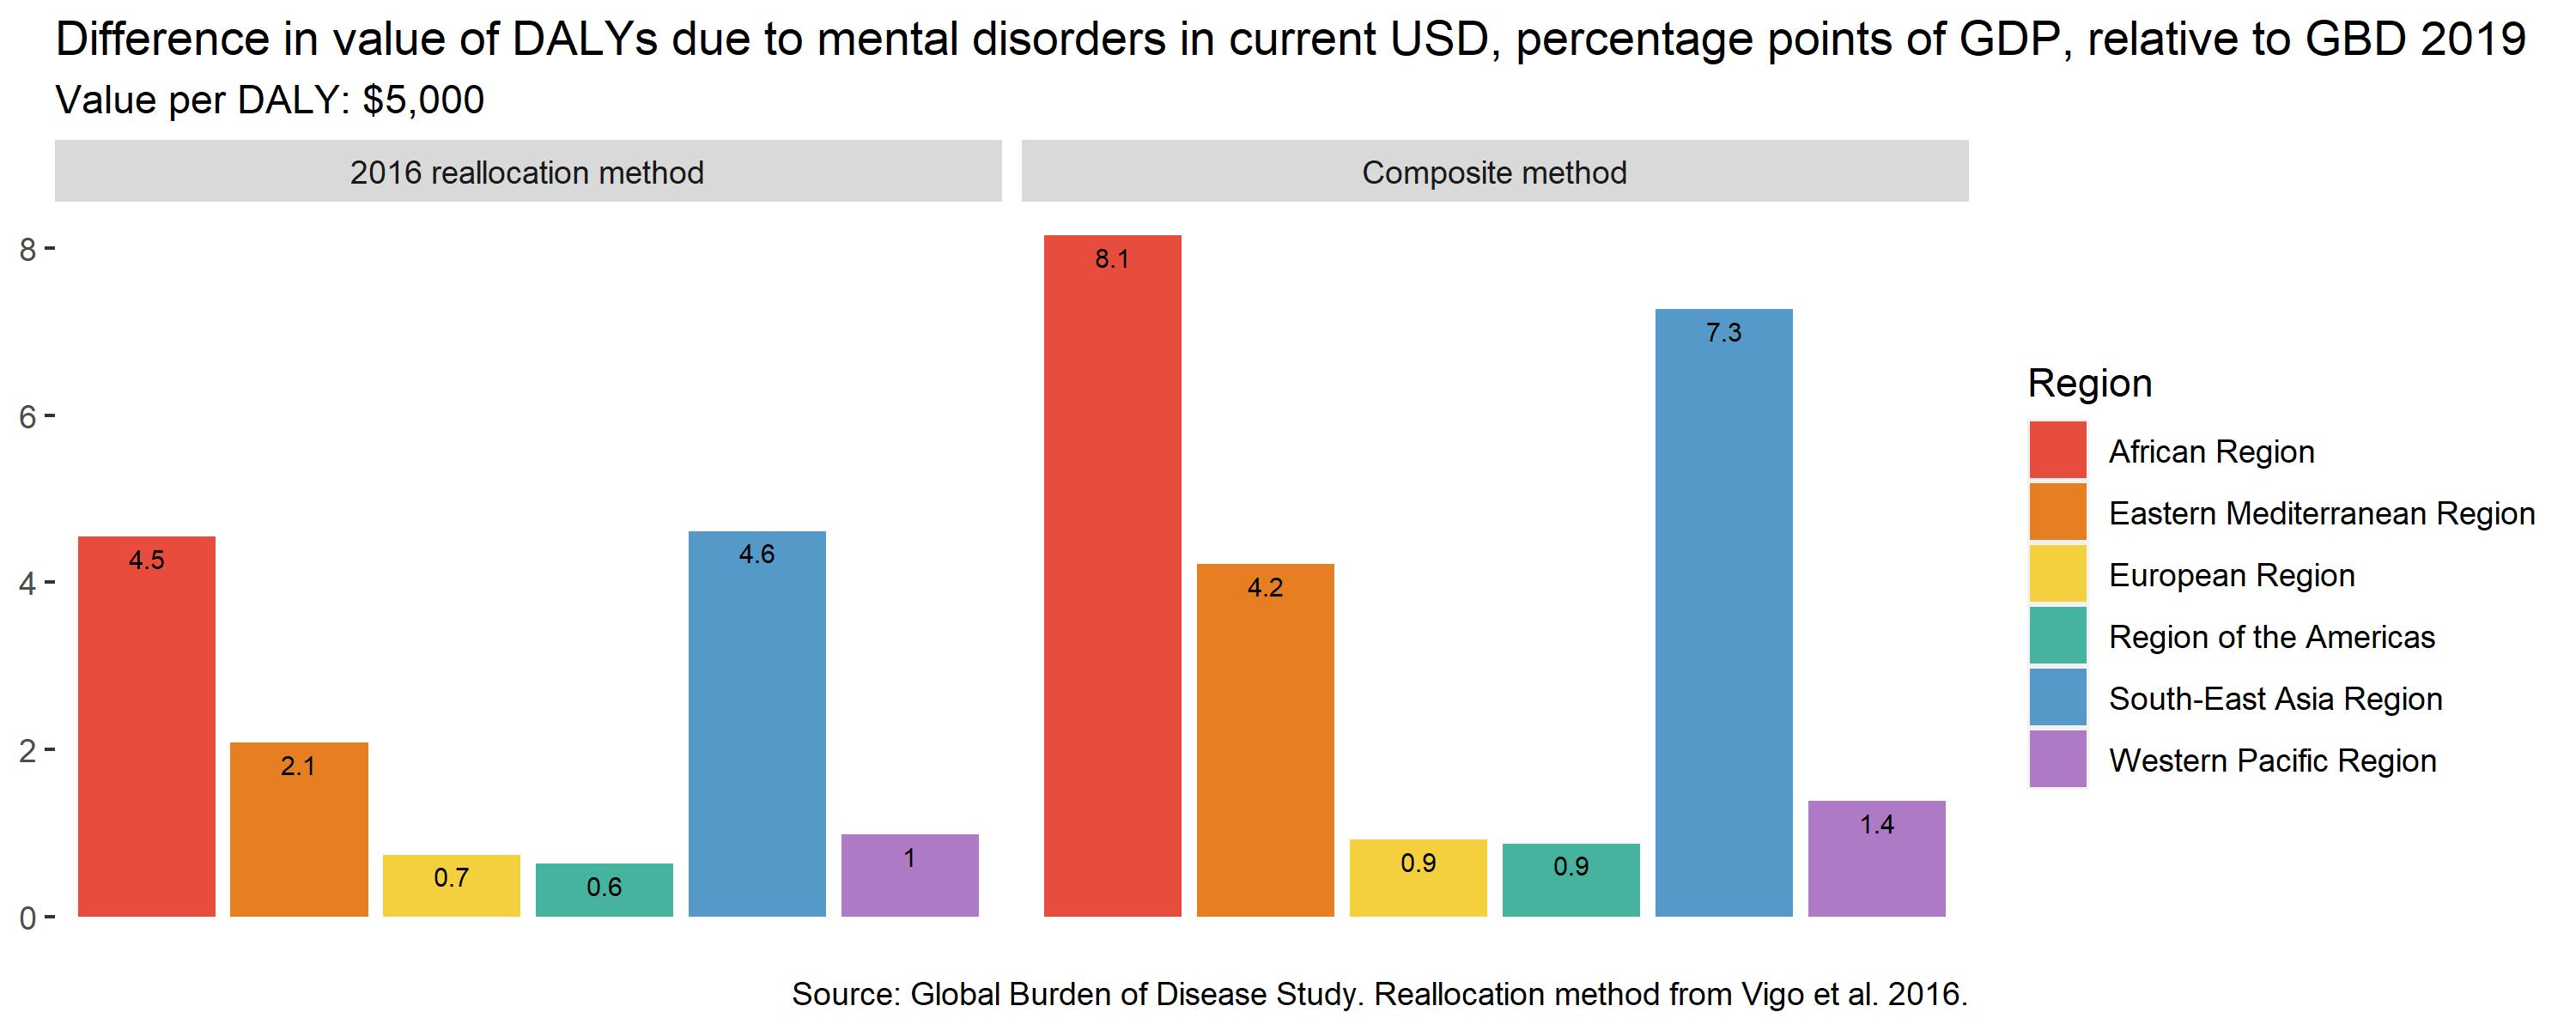 Difference in value of DALYs due to mental disorders in current USD, percentage points of GDP, relative to GBD 2019
Value per DALY: $5,000
2016 reallocation method
Composite method
8
6
4
2
0
4.5
2.1
0.7
0.6
4.6
1
8.1
4.2
0.9
0.9
7.3
1.4
Region
African Region
Eastern Mediterranean Region
European Region
Region of the Americas
South-East Asia Region
Western Pacific Region
Source: Global Burden of Disease Study. Reallocation method from Vigo et al. 2016.